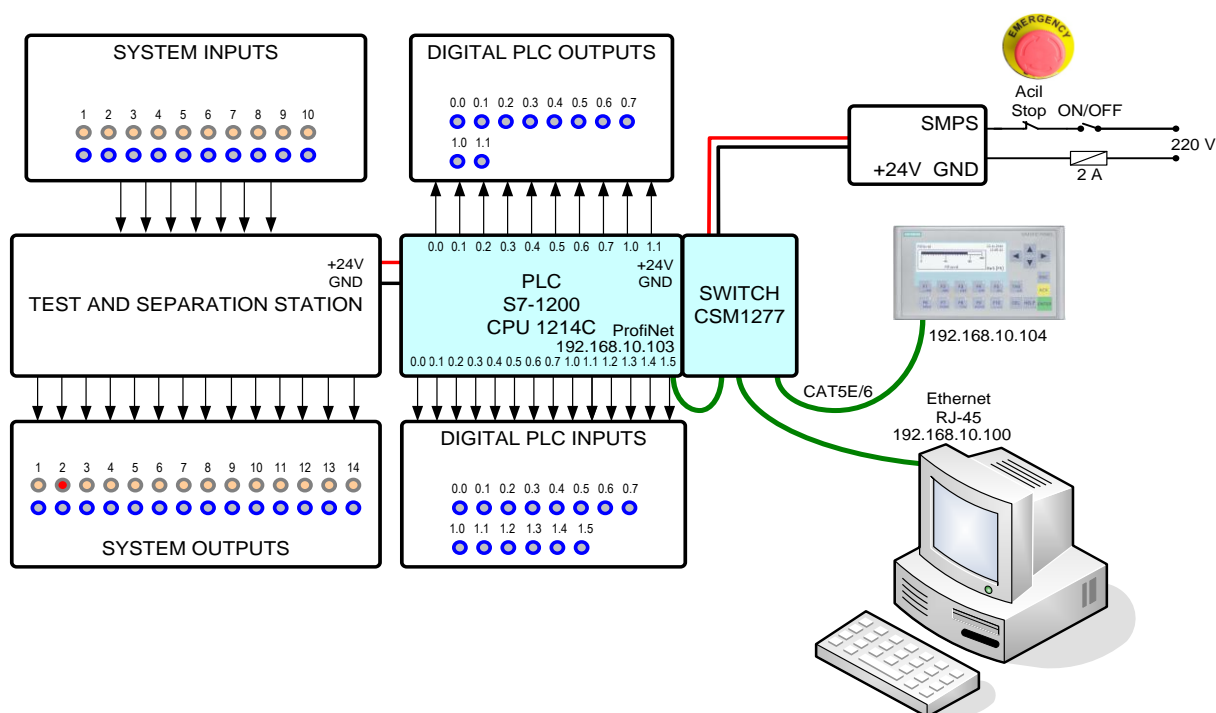 SYSTEM INPUTS
1 2 3 4 5 6 7 8 9 10
DIGITAL PLC OUTPUTS
0.0 0.1 0.2 0.3 0.4 0.5 0.6 0.7
1.0 1.1
EMERGENCY
Acil
Stop
ON/OFF
SMPS
+24V GND
220 V
2 A
+24V
GND
TEST AND SEPARATION STATION
0.0 0.1 0.2 0.3 0.4 0.5 0.6 0.7 1.0 1.1
PLC
S7-1200
CPU 1214C
+24V
GND
ProfiNet
192.168.10.103
0.0 0.1 0.2 0.3 0.4 0.5 0.6 0.7 1.0 1.1 1.2 1.3 1.4 1.5
SWITCH
CSM1277
192.168.10.104
CAT5E/6
Ethernet
RJ-45
192.168.10.100
1 2 3 4 5 6 7 8 9 10 11 12 13 14
SYSTEM OUTPUTS
DIGITAL PLC INPUTS
0.0 0.1 0.2 0.3 0.4 0.5 0.6 0.7
1.0 1.1 1.2 1.3 1.4 1.5